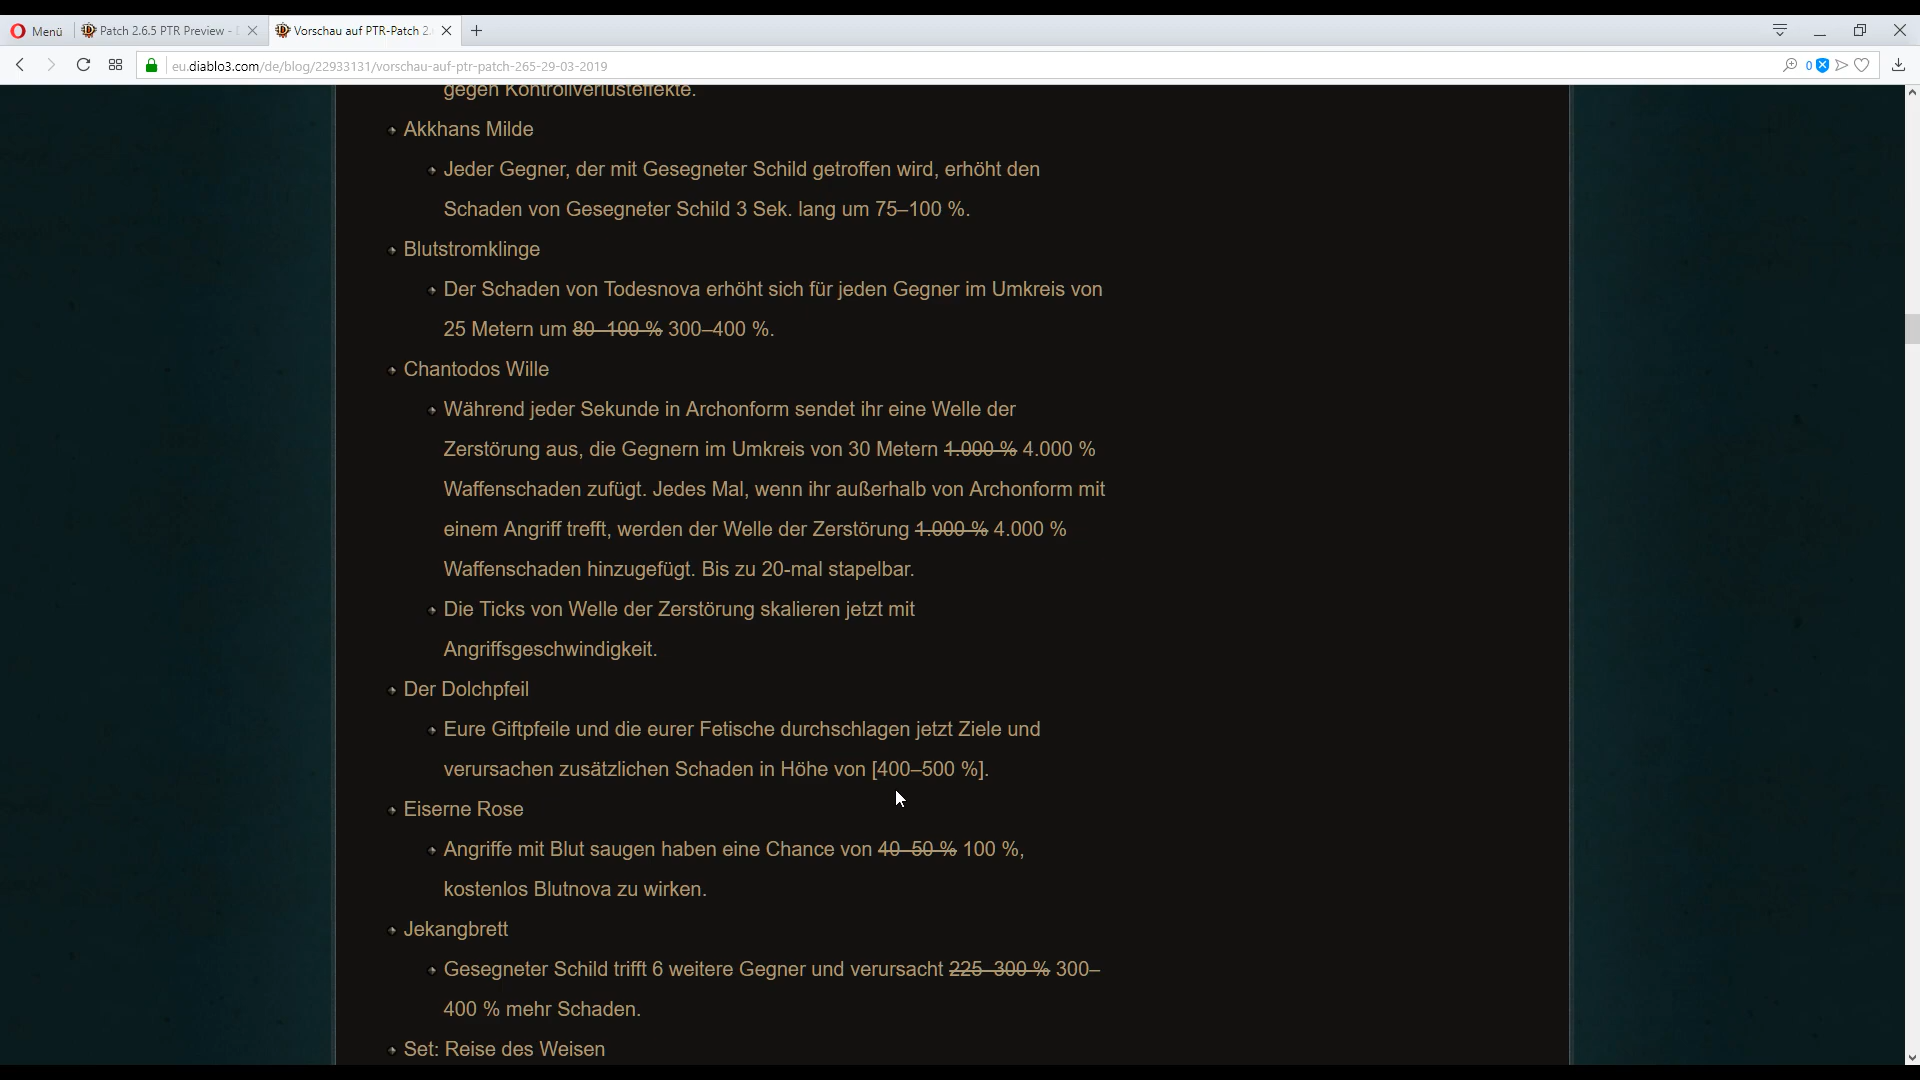 Menü
Patch 2.6.5 PTR Preview -
Vorschau auf PTR-Patch 2.
eu.diablo3.com/de/blog/22933131/vorschau-auf-ptr-patch-265-29-03-2019
0
gegen Kontrollverlusteffekte.
Akkhans Milde
Jeder Gegner, der mit Gesegneter Schild getroffen wird, erhöht den
Schaden von Gesegneter Schild 3 Sek. lang um 75–100 %.
Blutstromklinge
Der Schaden von Todesnova erhöht sich für jeden Gegner im Umkreis von
25 Metern um 80–100 % 300–400 %.
Chantodos Wille
Während jeder Sekunde in Archonform sendet ihr eine Welle der
Zerstörung aus, die Gegnern im Umkreis von 30 Metern 1.000 % 4.000 %
Waffenschaden zufügt. Jedes Mal, wenn ihr außerhalb von Archonform mit
einem Angriff trefft, werden der Welle der Zerstörung 1.000 % 4.000 %
Waffenschaden hinzugefügt. Bis zu 20-mal stapelbar.
Die Ticks von Welle der Zerstörung skalieren jetzt mit
Angriffsgeschwindigkeit.
Der Dolchpfeil
Eure Giftpfeile und die eurer Fetische durchschlagen jetzt Ziele und
verursachen zusätzlichen Schaden in Höhe von [400–500 %].
Eiserne Rose
Angriffe mit Blut saugen haben eine Chance von 40–50 % 100 %,
kostenlos Blutnova zu wirken.
Jekangbrett
Gesegneter Schild trifft 6 weitere Gegner und verursacht 225–300 % 300–
400 % mehr Schaden.
Set: Reise des Weisen